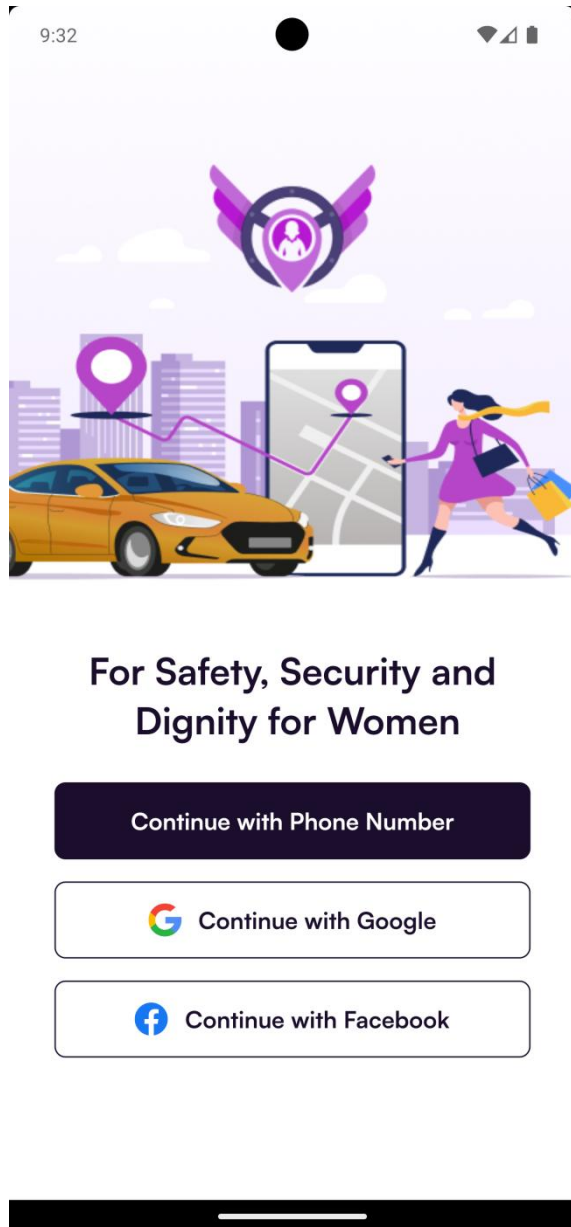 9:32
For Safety, Security and
Dignity for Women
Continue with Phone Number
Continue with Google
Continue with Facebook